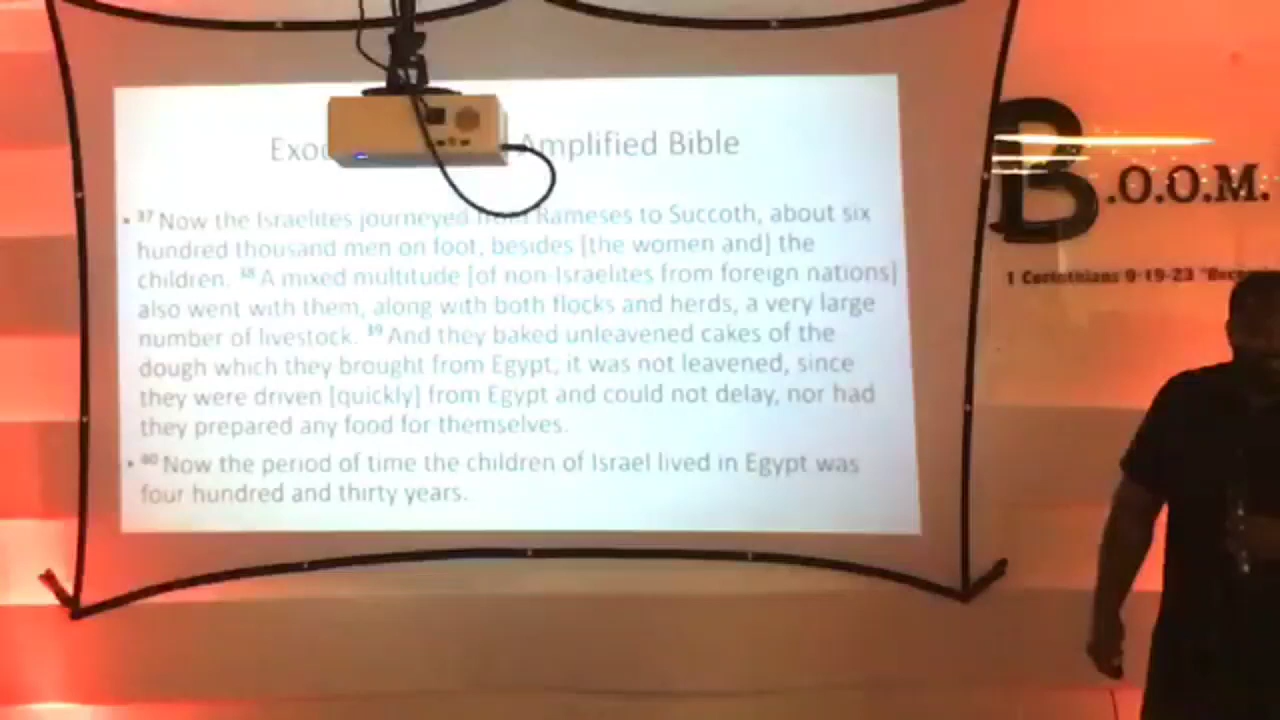 Exo Amplified Bible
• 37 Now the Israelites journeyed from Rameses to Succoth, about six
hundred thousand men on foot, besides [the women and] the
children. 38 A mixed multitude [of non-Israelites from foreign nations]
also went with them, along with both flocks and herds, a very large
number of livestock. 39 And they baked unleavened cakes of the
dough which they brought from Egypt, it was not leavened, since
they were driven [quickly] from Egypt and could not delay, nor had
they prepared any food for themselves.
• 40 Now the period of time the children of Israel lived in Egypt was
four hundred and thirty years.
B.O.O.M.
1 Corinthians 9-19-23